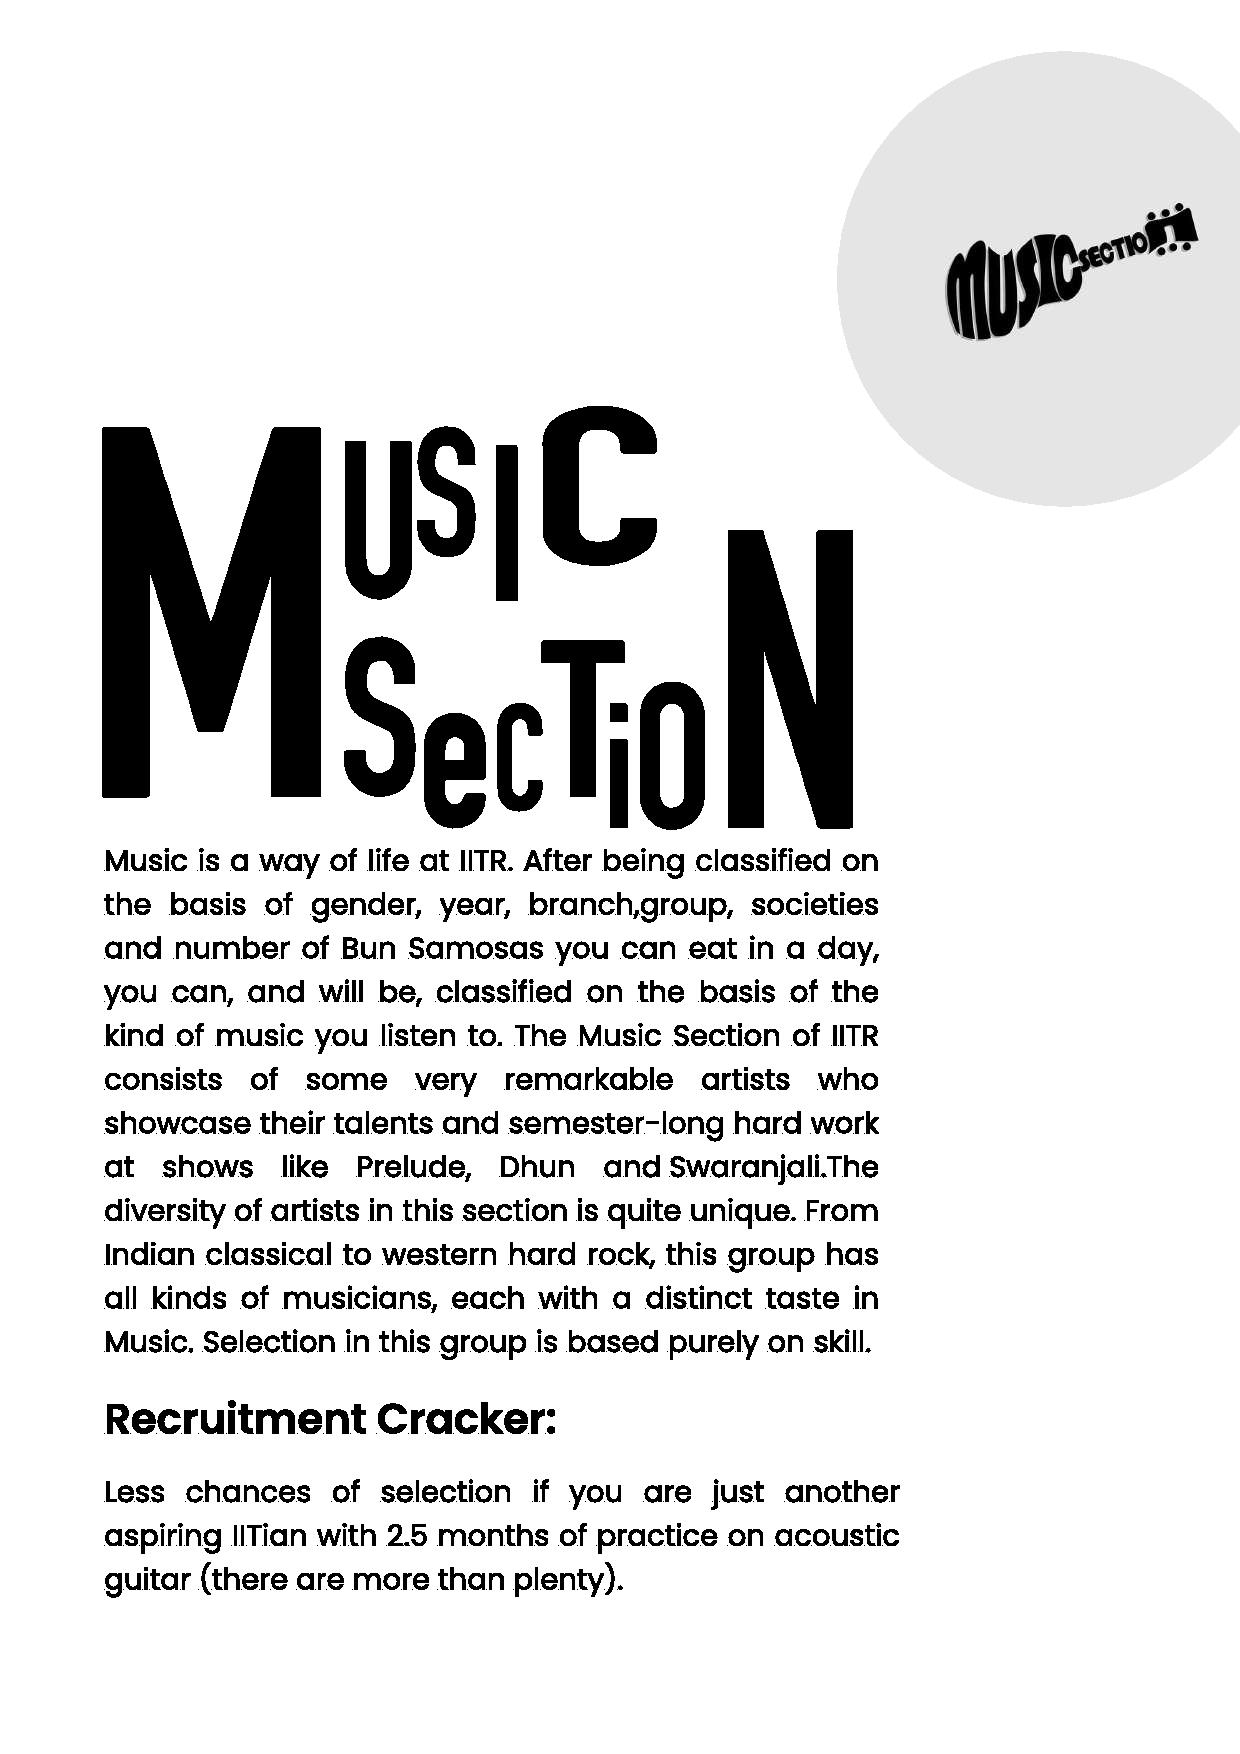 MUSIC SECTION
MUSIC
SecTioN
Music is a way of life at IITR. After being classified on
the basis of gender, year, branch,group, societies
and number of Bun Samosas you can eat in a day,
you can, and will be, classified on the basis of the
kind of music you listen to. The Music Section of IITR
consists of some very remarkable artists who
showcase their talents and semester-long hard work
at shows like Prelude, Dhun and Swaranjali.The
diversity of artists in this section is quite unique. From
Indian classical to western hard rock, this group has
all kinds of musicians, each with a distinct taste in
Music. Selection in this group is based purely on skill.
Recruitment Cracker:
Less chances of selection if you are just another
aspiring IITian with 2.5 months of practice on acoustic
guitar (there are more than plenty).